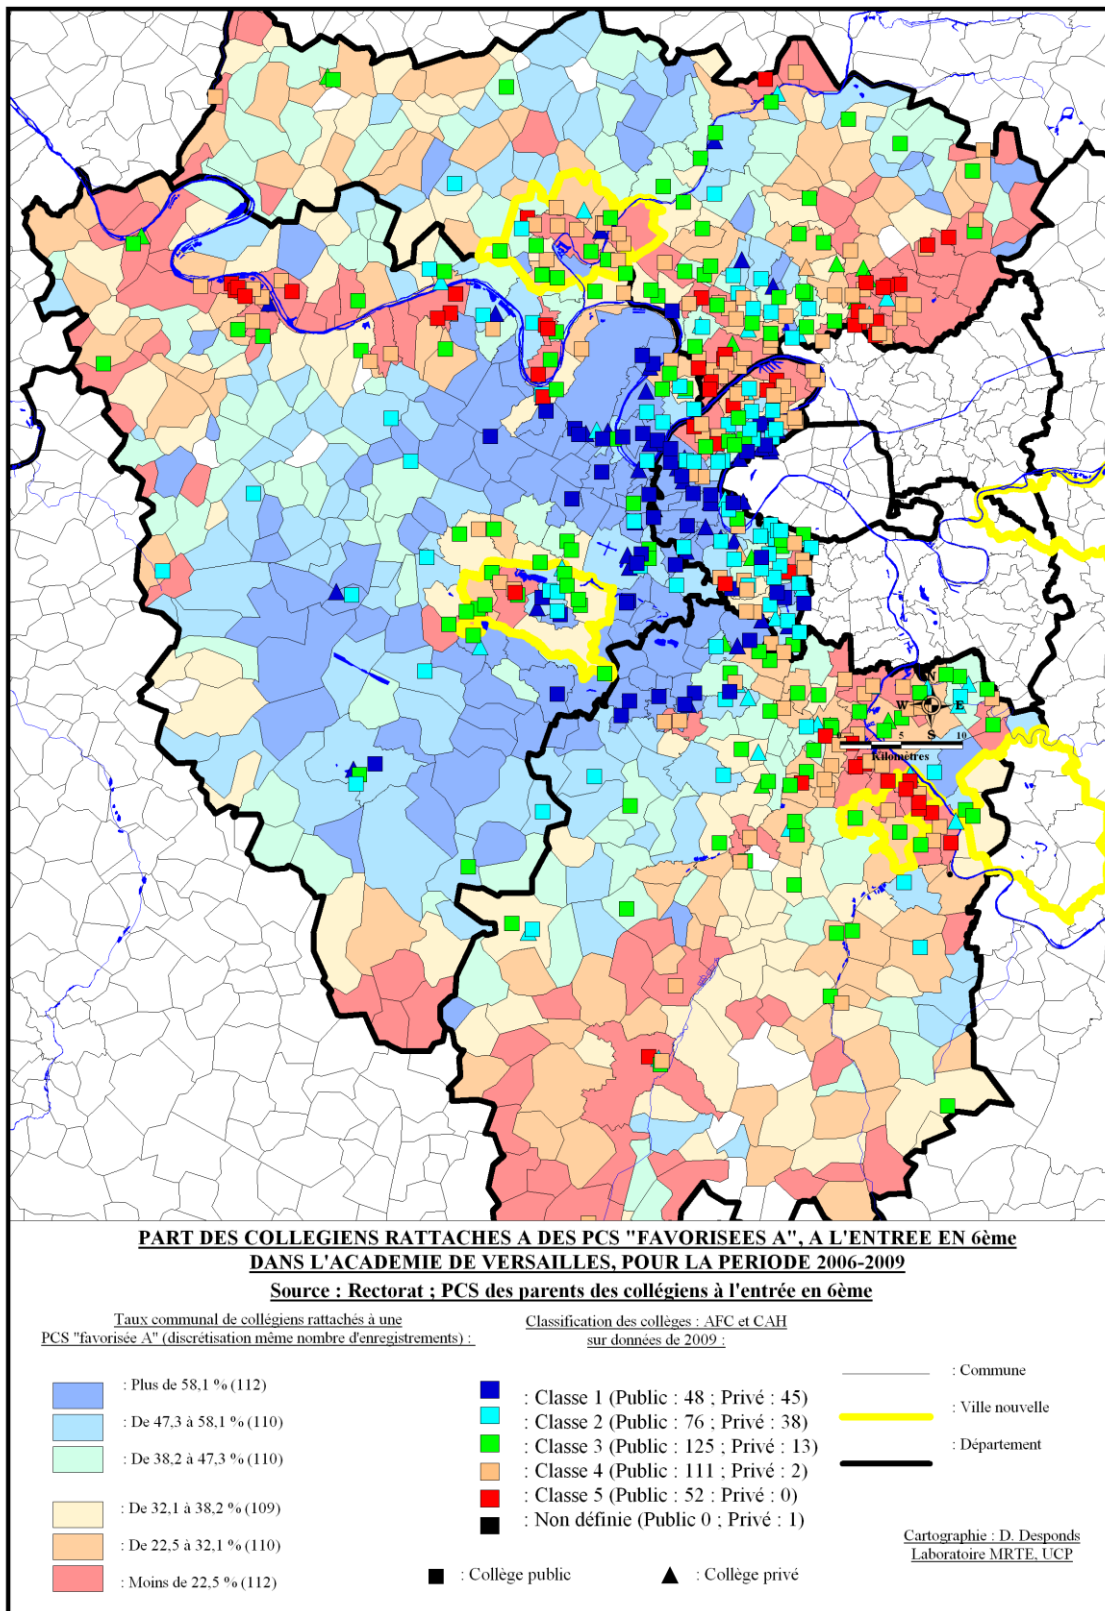 N
W
E
S
0
5
10
Kilomètres
PART DES COLLEGIENS RATTACHES A DES PCS "FAVORISEES A", A L'ENTREE EN 6ème
DANS L'ACADEMIE DE VERSAILLES, POUR LA PERIODE 2006-2009
Source : Rectorat ; PCS des parents des collégiens à l'entrée en 6ème
Taux communal de collégiens rattachés à une
PCS "favorisée A" (discrétisation même nombre d'enregistrements) :
: Plus de 58,1 % (112)
: De 47,3 à 58,1 % (110)
: De 38,2 à 47,3 % (110)
: De 32,1 à 38,2 % (109)
: De 22,5 à 32,1 % (110)
: Moins de 22,5 % (112)
Classification des collèges : AFC et CAH
sur données de 2009 :
: Classe 1 (Public : 48 ; Privé : 45)
: Classe 2 (Public : 76 ; Privé : 38)
: Classe 3 (Public : 125 ; Privé : 13)
: Classe 4 (Public : 111 ; Privé : 2)
: Classe 5 (Public : 52 : Privé : 0)
: Non définie (Public 0 ; Privé : 1)
: Collège public
: Collège privé
: Commune
: Ville nouvelle
: Département
Cartographie : D. Desponds
Laboratoire MRTE, UCP